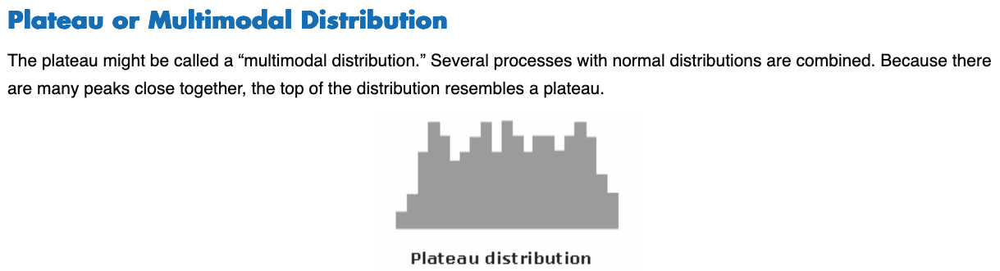 Plateau or Multimodal Distribution
The plateau might be called a “multimodal distribution.” Several processes with normal distributions are combined. Because there
are many peaks close together, the top of the distribution resembles a plateau.
Plateau distribution